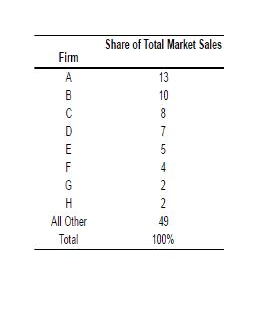 Share of Total Market Sales
Firm
A 13
B 10
C 8
D 7
E 5
F 4
G 2
H 2
All Other 49
Total 100%